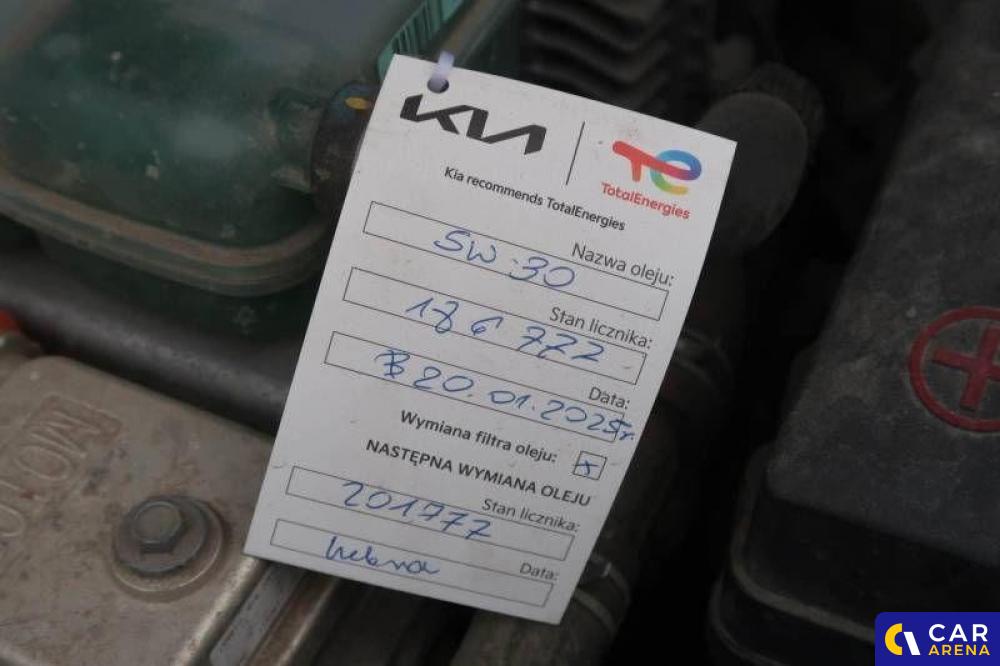 KIA
TotalEnergies
Kia recommends TotalEnergies
Nazwa oleju:
5W-30
Stan licznika:
186 777
Data:
20.01.2025r.
Wymiana filtra oleju: x
NASTĘPNA WYMIANA OLEJU
Stan licznika:
201777
Data:
CAR
ARENA